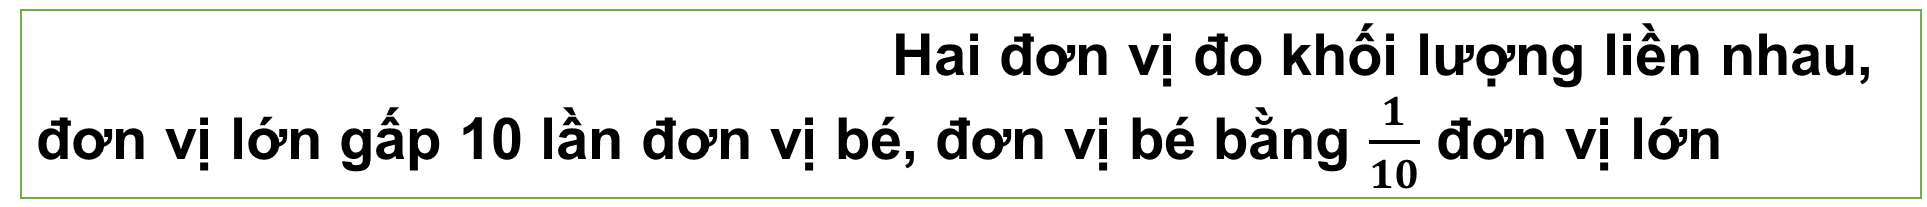 Hai đơn vị đo khối lượng liền nhau,
đơn vị lớn gấp 10 lần đơn vị bé, đơn vị bé bằng 1/10 đơn vị lớn